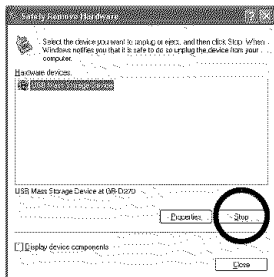 Safely Remove Hardware
Select the device you want to unplug or eject, and then click Stop. When
Windows notifies you that it is safe to do so unplug the device from your
computer.
Hardware devices:
USB Mass Storage Device
USB Mass Storage Device at GR-D270
Properties
Stop
Display device components
Close